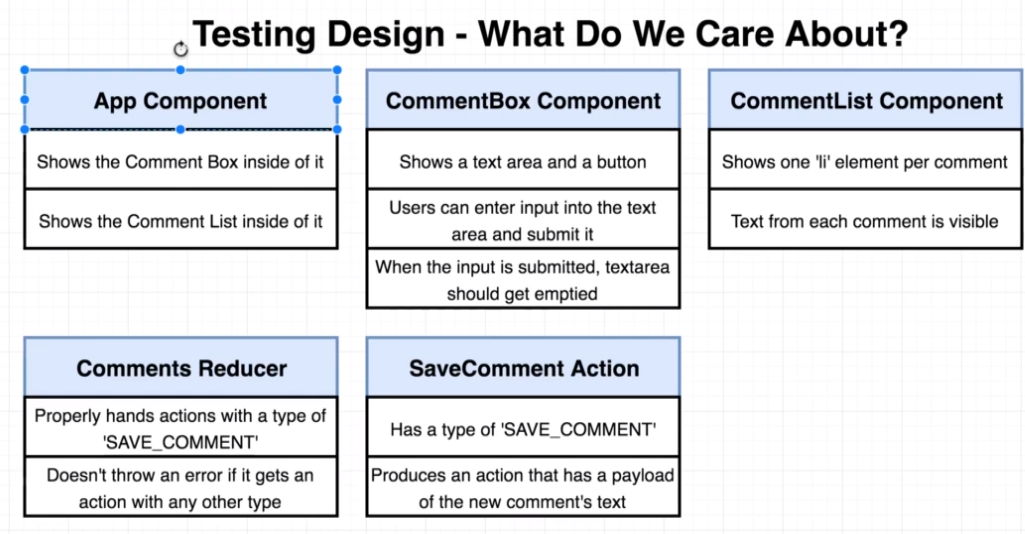 Testing Design - What Do We Care About?
App Component
Shows the Comment Box inside of it
Shows the Comment List inside of it
CommentBox Component
Shows a text area and a button
Users can enter input into the text
area and submit it
When the input is submitted, textarea
should get emptied
CommentList Component
Shows one 'li' element per comment
Text from each comment is visible
Comments Reducer
Properly hands actions with a type of
'SAVE_COMMENT'
Doesn't throw an error if it gets an
action with any other type
SaveComment Action
Has a type of 'SAVE_COMMENT'
Produces an action that has a payload
of the new comment's text